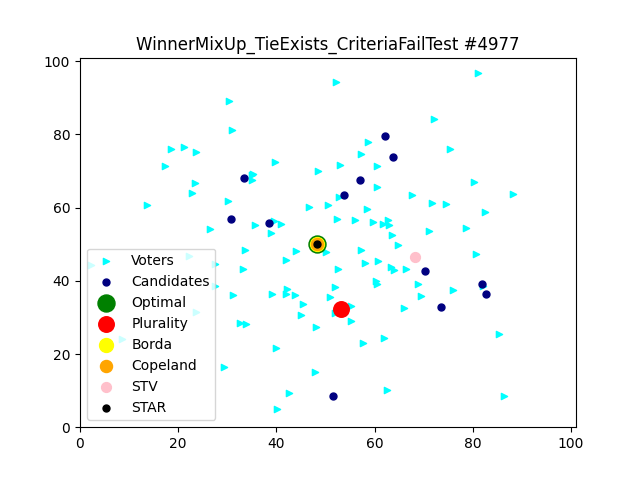 WinnerMixUp_TieExists_CriteriaFailTest #4977
100
80
60
40
20
0
Voters
Candidates
Optimal
Plurality
Borda
Copeland
STV
STAR
0 20 40 60 80 100